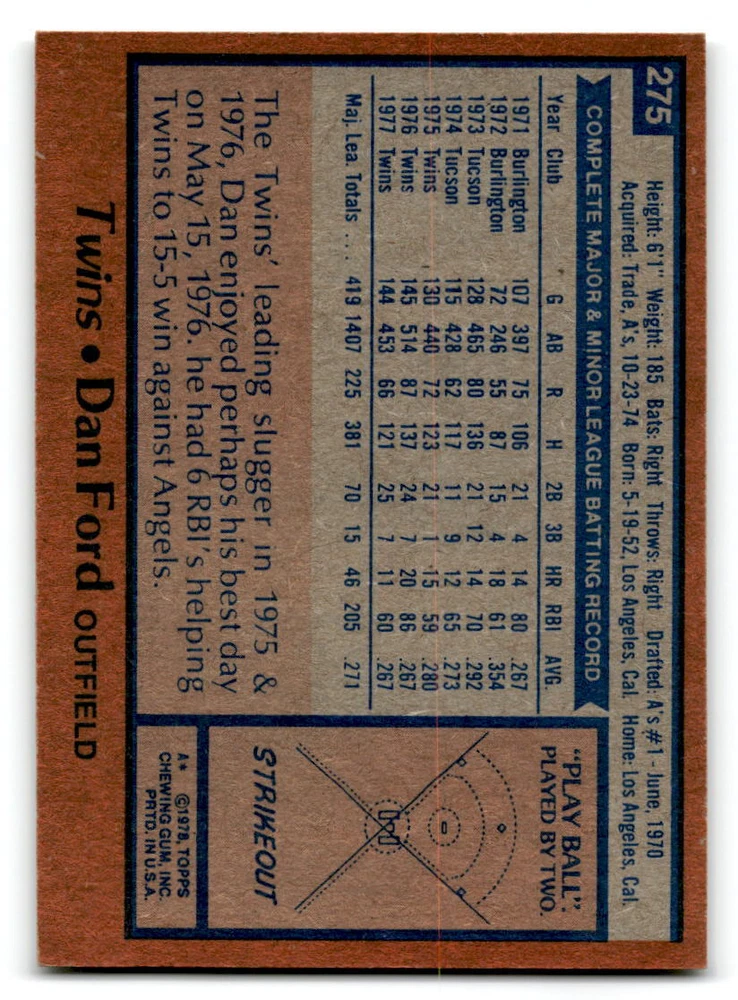 275
Height: 6'1" Weight: 185 Bats: Right Throws: Right Drafted: A's #1 - June, 1970
Acquired: Trade, A's, 10-23-74 Born: 5-19-52, Los Angeles, Cal. Home: Los Angeles, Cal.
COMPLETE MAJOR & MINOR LEAGUE BATTING RECORD
Year Club G AB R H 2B 3B HR RBI AVG.
1971 Burlington 107 397 75 106 21 4 14 80 .267
1972 Burlington 72 246 55 87 15 4 18 61 .354
1973 Tucson 128 465 80 136 21 12 14 70 .292
1974 Tucson 115 428 62 117 11 9 12 65 .273
1975 Twins 130 440 72 123 21 1 15 59 .280
1976 Twins 145 514 87 137 24 7 20 86 .267
1977 Twins 144 453 66 121 25 7 11 60 .267
Maj. Lea. Totals .... 419 1407 225 381 70 15 46 205 .271
The Twins' leading slugger in 1975 &
1976, Dan enjoyed perhaps his best day
on May 15, 1976. he had 6 RBI's helping
Twins to 15-5 win against Angels.
"PLAY BALL".
PLAYED BY TWO.
STRIKEOUT
A* ©1978, TOPPS
CHEWING GUM, INC.
PRTD. IN U.S.A.
Twins • Dan Ford OUTFIELD